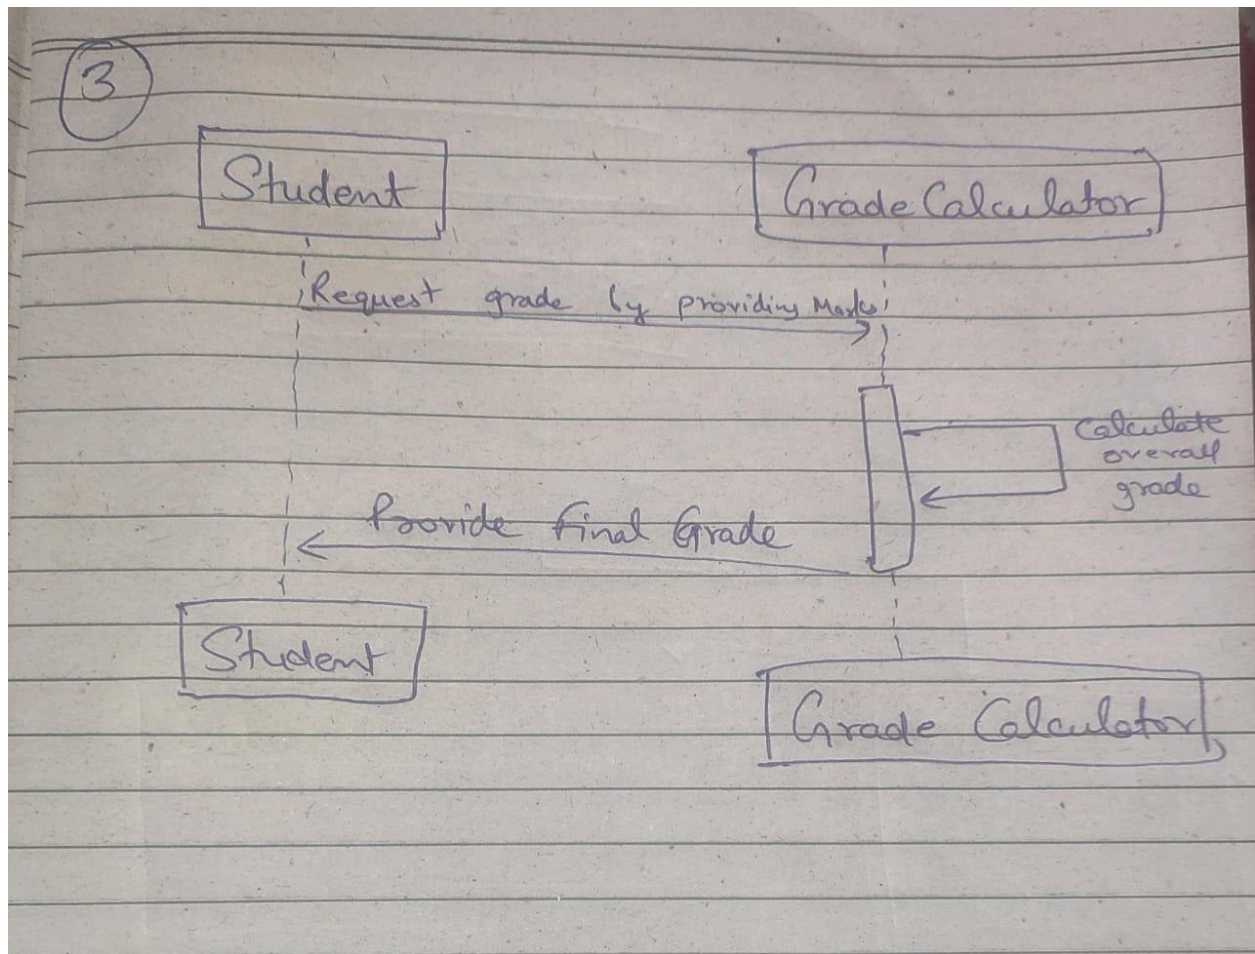 3
Student
Grade Calculator
Request grade by providing Marks
Calculate
overall
grade
Provide Final Grade
Student
Grade Calculator